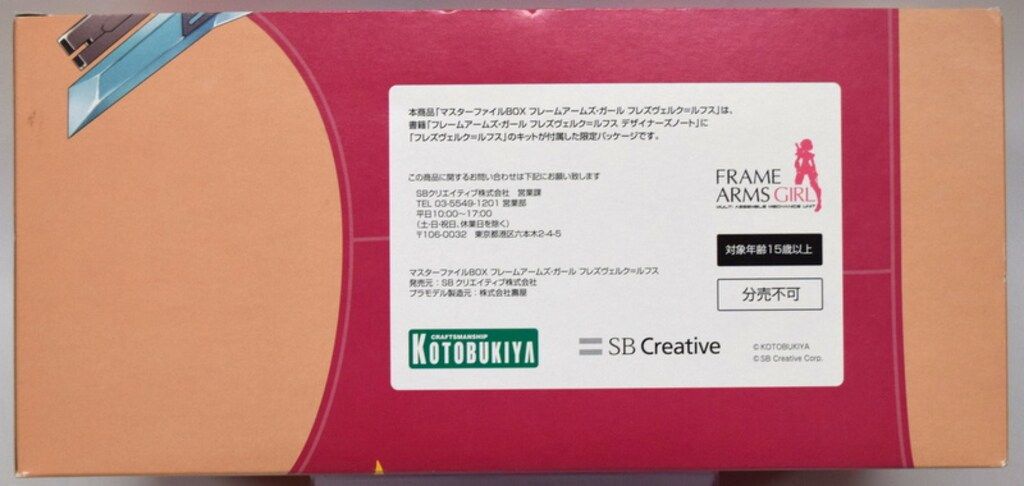 本商品「マスターファイルBOX フレームアームズ・ガール フレズヴェルク=ルフス」は、
書籍「フレームアームズ・ガール フレズヴェルク=ルフス デザイナーズノート」に
「フレズヴェルク=ルフス」のキットが付属した限定パッケージです。
この商品に関するお問い合わせは下記にお願い致します
SBクリエイティブ株式会社 営業課
TEL 03-5549-1201 営業部
平日10:00~17:00
(土・日・祝日、休業日を除く)
〒106-0032 東京都港区六本木2-4-5
マスターファイルBOX フレームアームズ・ガール フレズヴェルク=ルフス
発売元:SB クリエイティブ株式会社
プラモデル製造元:株式会社壽屋
FRAME
ARMS GIRL
MULTI ASSEMBLE MECHANICS UNIT
対象年齢15歳以上
分売不可
CRAFTSMANSHIP
KOTOBUKIYA
SB Creative
© KOTOBUKIYA
© SB Creative Corp.